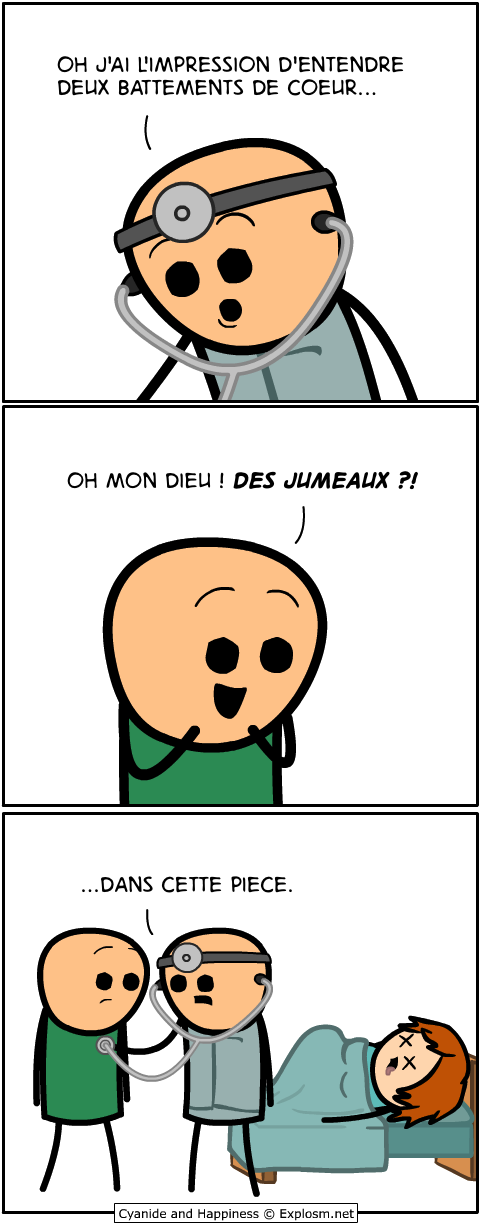 OH J'AI L'IMPRESSION D'ENTENDRE
DEUX BATTEMENTS DE COEUR...
OH MON DIEU ! DES JUMEAUX ?!
...DANS CETTE PIECE.
Cyanide and Happiness © Explosm.net